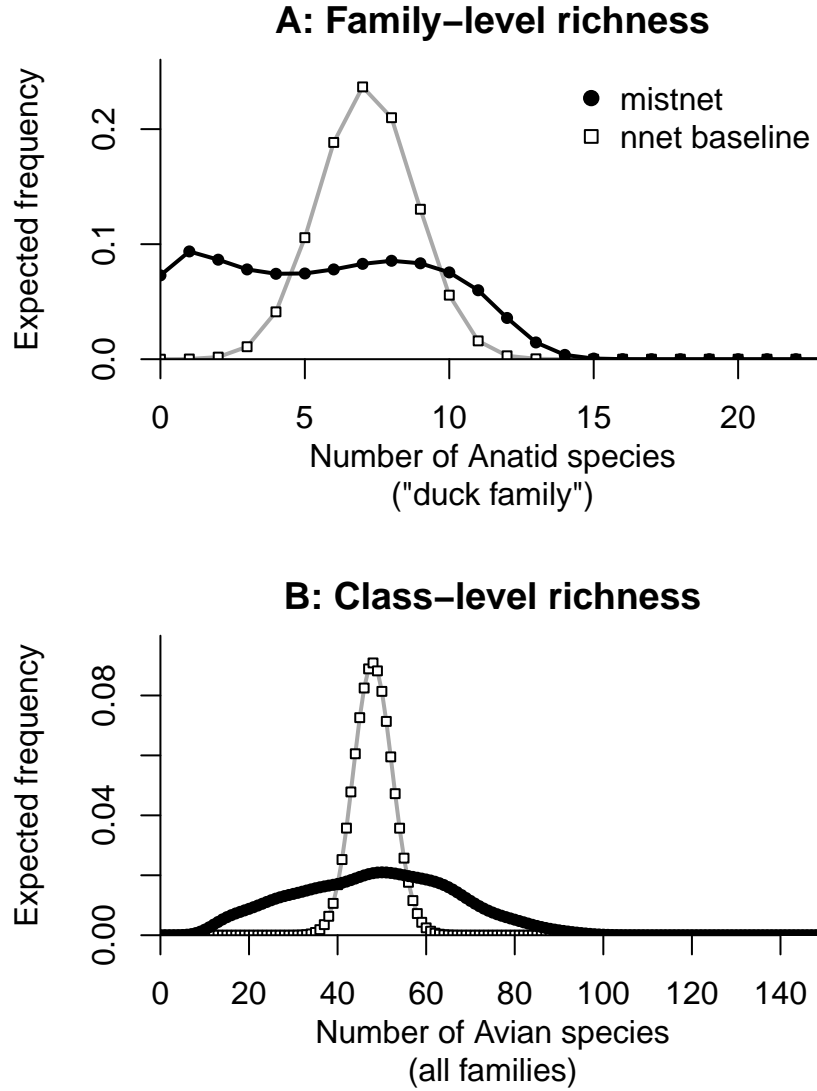 A: Family–level richness
Expected frequency
0.0
0.1
0.2
mistnet
nnet baseline
0 5 10 15 20
Number of Anatid species
("duck family")
B: Class–level richness
Expected frequency
0.00
0.04
0.08
0 20 40 60 80 100 120 140
Number of Avian species
(all families)